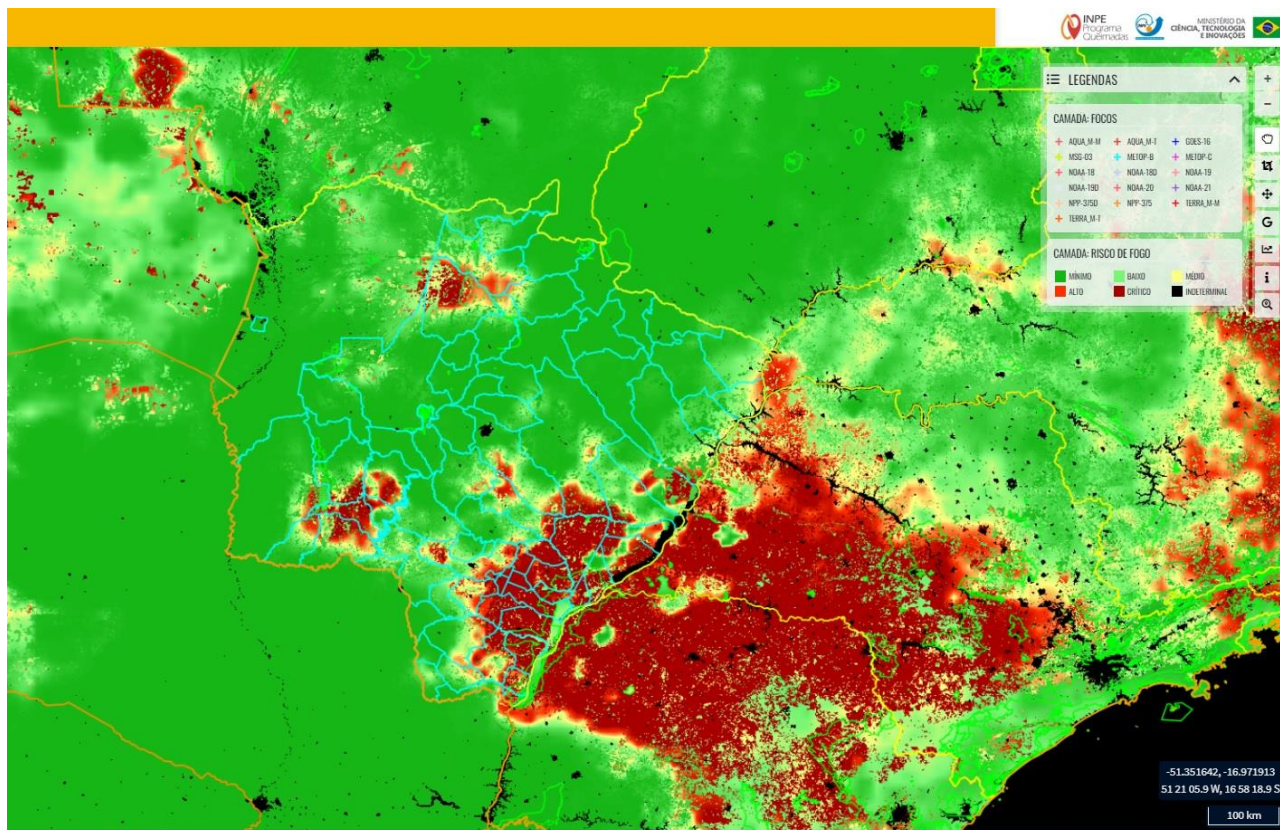 INPE
Programa
Queimadas
MINISTÉRIO DA
CIÊNCIA, TECNOLOGIA
E INOVAÇÕES
LEGENDAS
CAMADA: FOCOS
AQUA_M-M
AQUA_M-T
GOES-16
MSG-03
METOP-B
METOP-C
NOAA-18
NOAA-18D
NOAA-19
NOAA-19D
NOAA-20
NOAA-21
NPP-375D
NPP-375
TERRA_M-M
TERRA_M-T
CAMADA: RISCO DE FOGO
MÍNIMO
BAIXO
MÉDIO
ALTO
CRÍTICO
INDETERMINAL
+
−
G
i
-51.351642, -16.971913
51 21 05.9 W, 16 58 18.9 S
100 km